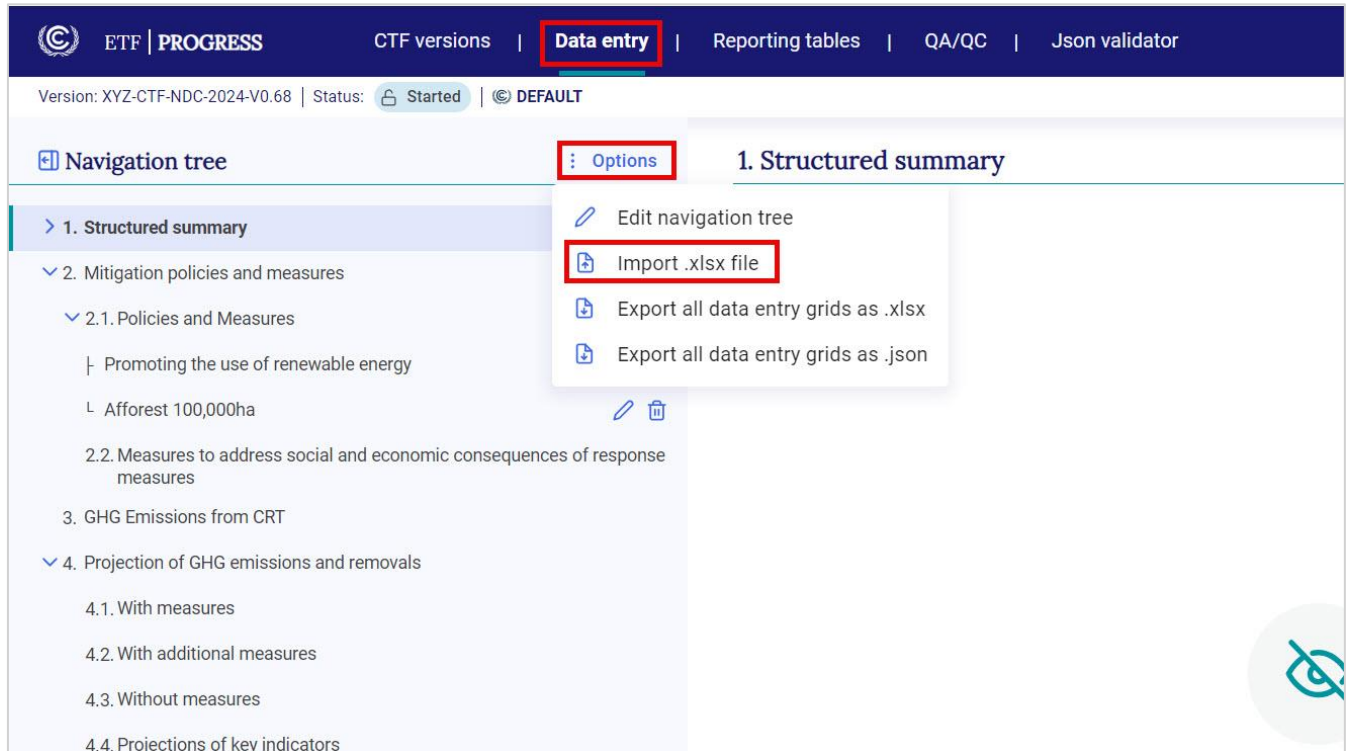 ETF | PROGRESS CTF versions | Data entry | Reporting tables | QA/QC | Json validator
Version: XYZ-CTF-NDC-2024-V0.68 | Status: Started | © DEFAULT
Navigation tree Options 1. Structured summary
1. Structured summary
Edit navigation tree
Import .xlsx file
Export all data entry grids as .xlsx
Export all data entry grids as .json
2. Mitigation policies and measures
2.1. Policies and Measures
Promoting the use of renewable energy
Afforest 100,000ha
2.2. Measures to address social and economic consequences of response
measures
3. GHG Emissions from CRT
4. Projection of GHG emissions and removals
4.1. With measures
4.2. With additional measures
4.3. Without measures
4.4. Projections of key indicators